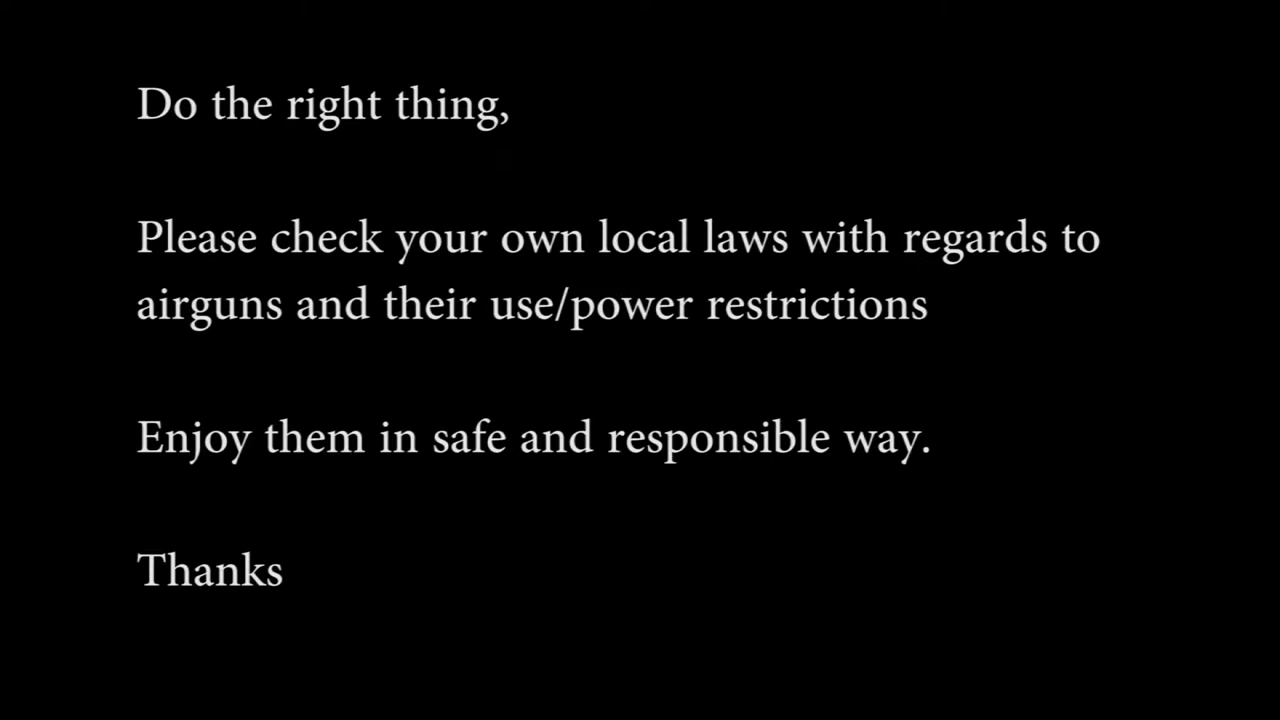 Do the right thing,
Please check your own local laws with regards to
airguns and their use/power restrictions
Enjoy them in safe and responsible way.
Thanks